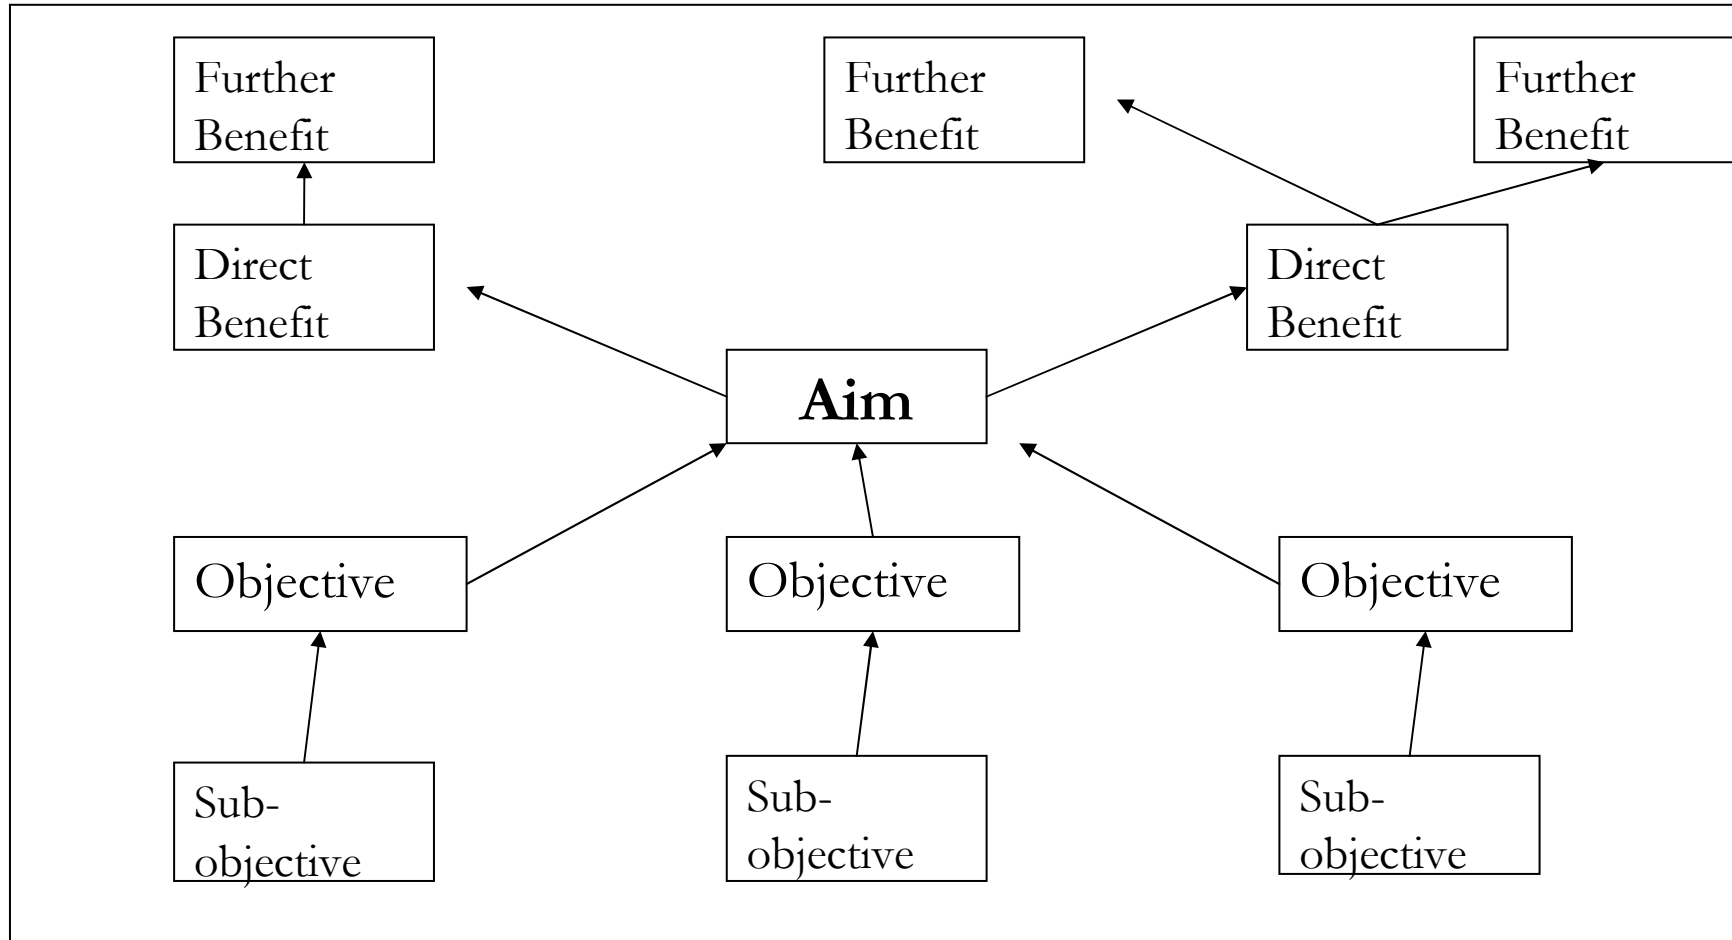 Further
Benefit
Further
Benefit
Further
Benefit
Direct
Benefit
Direct
Benefit
Aim
Objective
Objective
Objective
Sub-
objective
Sub-
objective
Sub-
objective